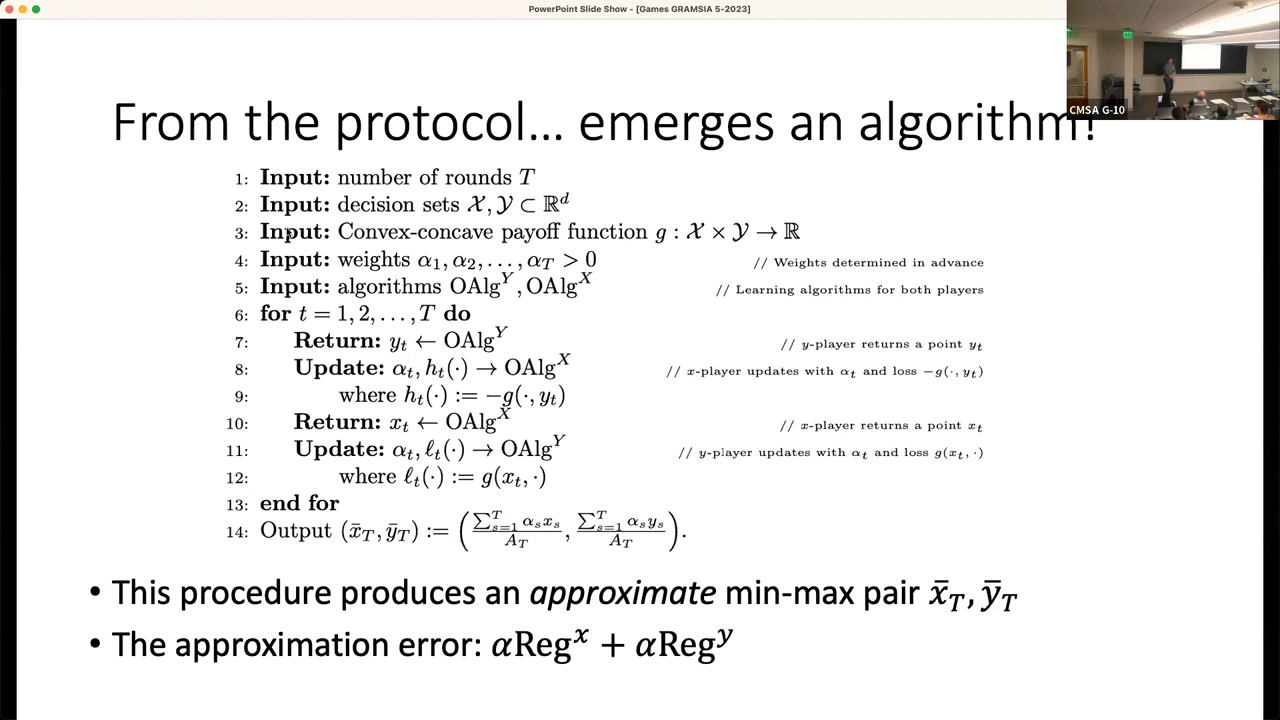 PowerPoint Slide Show - [Games GRAMSIA 5-2023]
CMSA G-10
From the protocol... emerges an algorithm!
1: Input: number of rounds T
2: Input: decision sets 𝒳, 𝒴 ⊂ ℝ^d
3: Input: Convex-concave payoff function g : 𝒳 × 𝒴 → ℝ
4: Input: weights α_1, α_2, . . . , α_T > 0 // Weights determined in advance
5: Input: algorithms OAlg^Y, OAlg^X // Learning algorithms for both players
6: for t = 1, 2, . . . , T do
7: Return: y_t ← OAlg^Y // y-player returns a point y_t
8: Update: α_t, h_t(·) → OAlg^X // x-player updates with α_t and loss −g(·, y_t)
9: where h_t(·) := −g(·, y_t)
10: Return: x_t ← OAlg^X // x-player returns a point x_t
11: Update: α_t, ℓ_t(·) → OAlg^Y // y-player updates with α_t and loss g(x_t, ·)
12: where ℓ_t(·) := g(x_t, ·)
13: end for
14: Output (x̄_T, ȳ_T) := (∑_{s=1}^T α_s x_s / A_T, ∑_{s=1}^T α_s y_s / A_T).
• This procedure produces an approximate min-max pair x̄_T, ȳ_T
• The approximation error: αReg^x + αReg^y